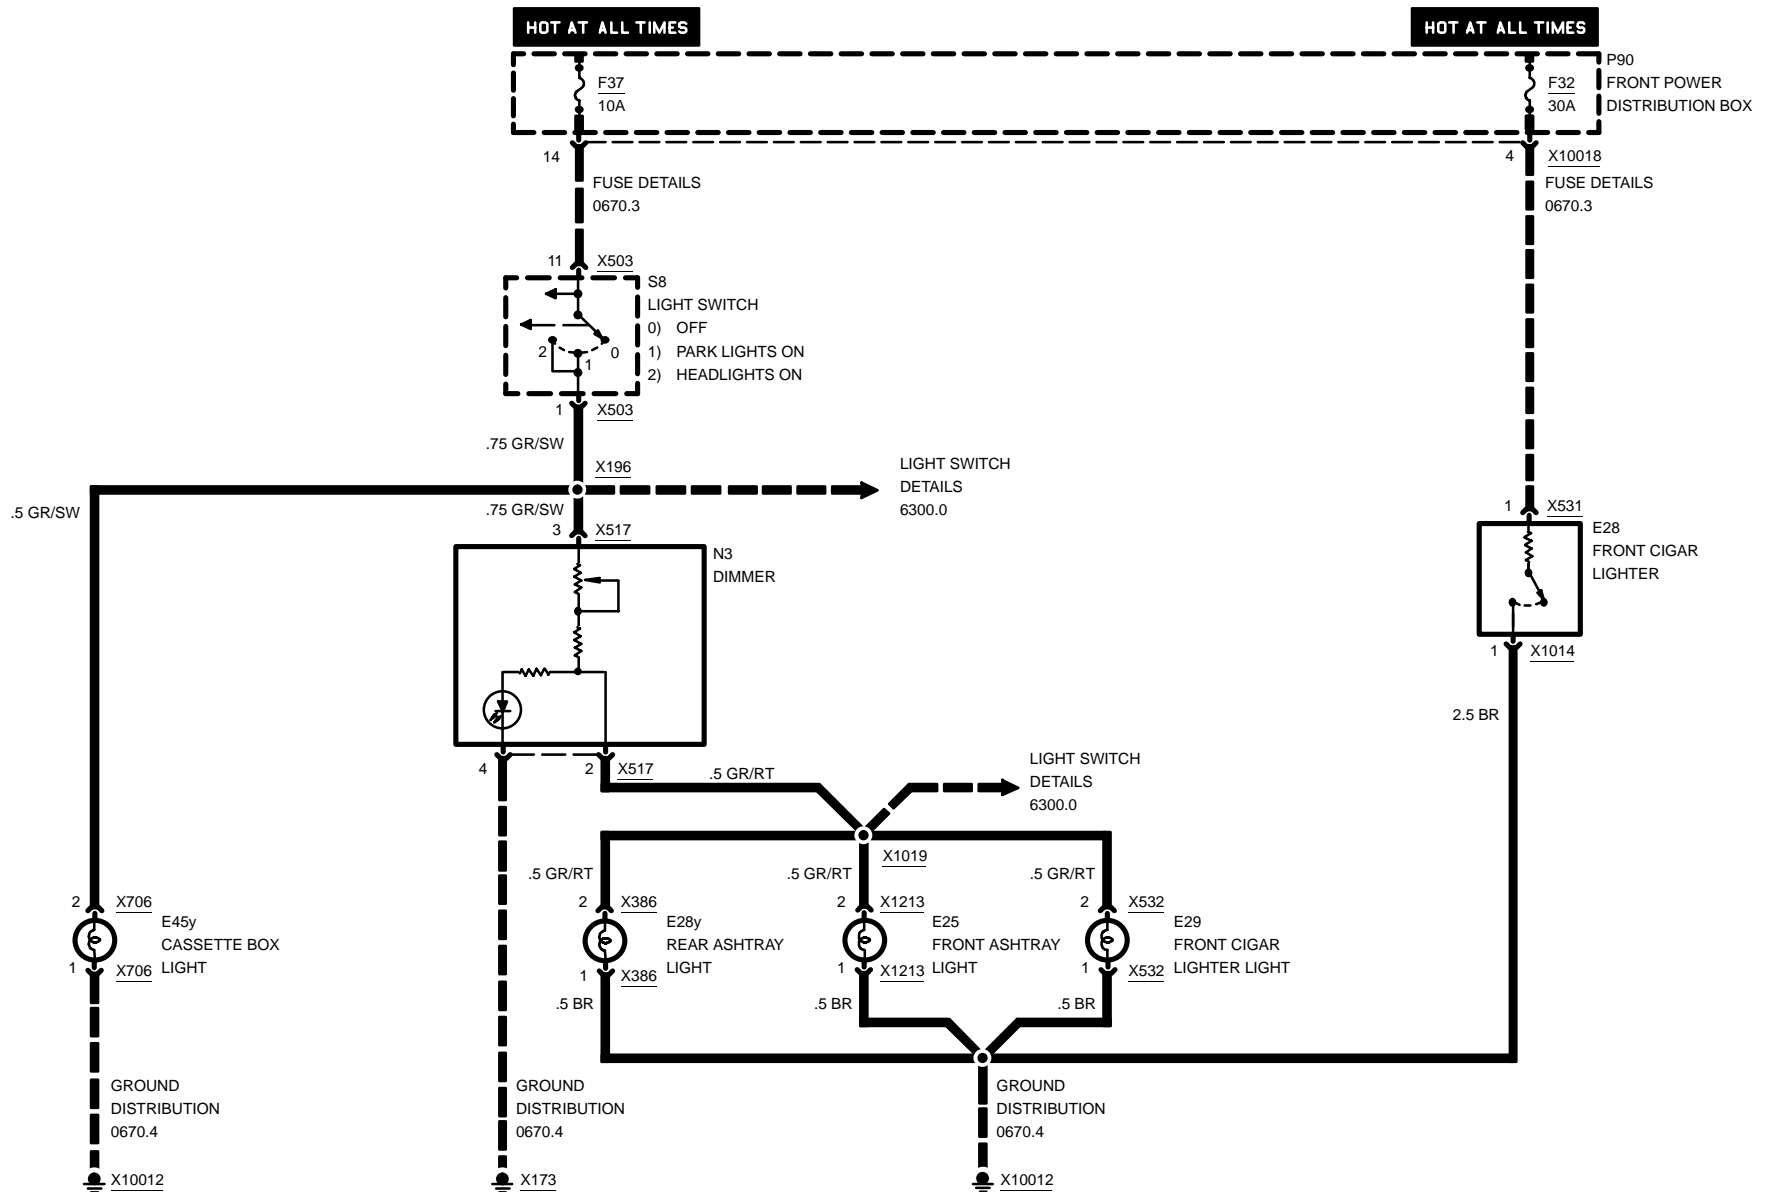 HOT AT ALL TIMES
HOT AT ALL TIMES
P90
FRONT POWER
DISTRIBUTION BOX
F37
10A
F32
30A
14
4
X10018
FUSE DETAILS
0670.3
FUSE DETAILS
0670.3
11
X503
S8
LIGHT SWITCH
0) OFF
1) PARK LIGHTS ON
2) HEADLIGHTS ON
2
1
0
1
X503
.75 GR/SW
X196
LIGHT SWITCH
DETAILS
6300.0
.5 GR/SW
.75 GR/SW
3
X517
N3
DIMMER
1
X531
E28
FRONT CIGAR
LIGHTER
1
X1014
2.5 BR
4
2
X517
.5 GR/RT
LIGHT SWITCH
DETAILS
6300.0
X1019
.5 GR/RT
.5 GR/RT
.5 GR/RT
2
X706
E45y
CASSETTE BOX
LIGHT
1
X706
2
X386
E28y
REAR ASHTRAY
LIGHT
1
X386
2
X1213
E25
FRONT ASHTRAY
LIGHT
1
X1213
2
X532
E29
FRONT CIGAR
LIGHTER LIGHT
1
X532
.5 BR
.5 BR
.5 BR
GROUND
DISTRIBUTION
0670.4
GROUND
DISTRIBUTION
0670.4
GROUND
DISTRIBUTION
0670.4
X10012
X173
X10012